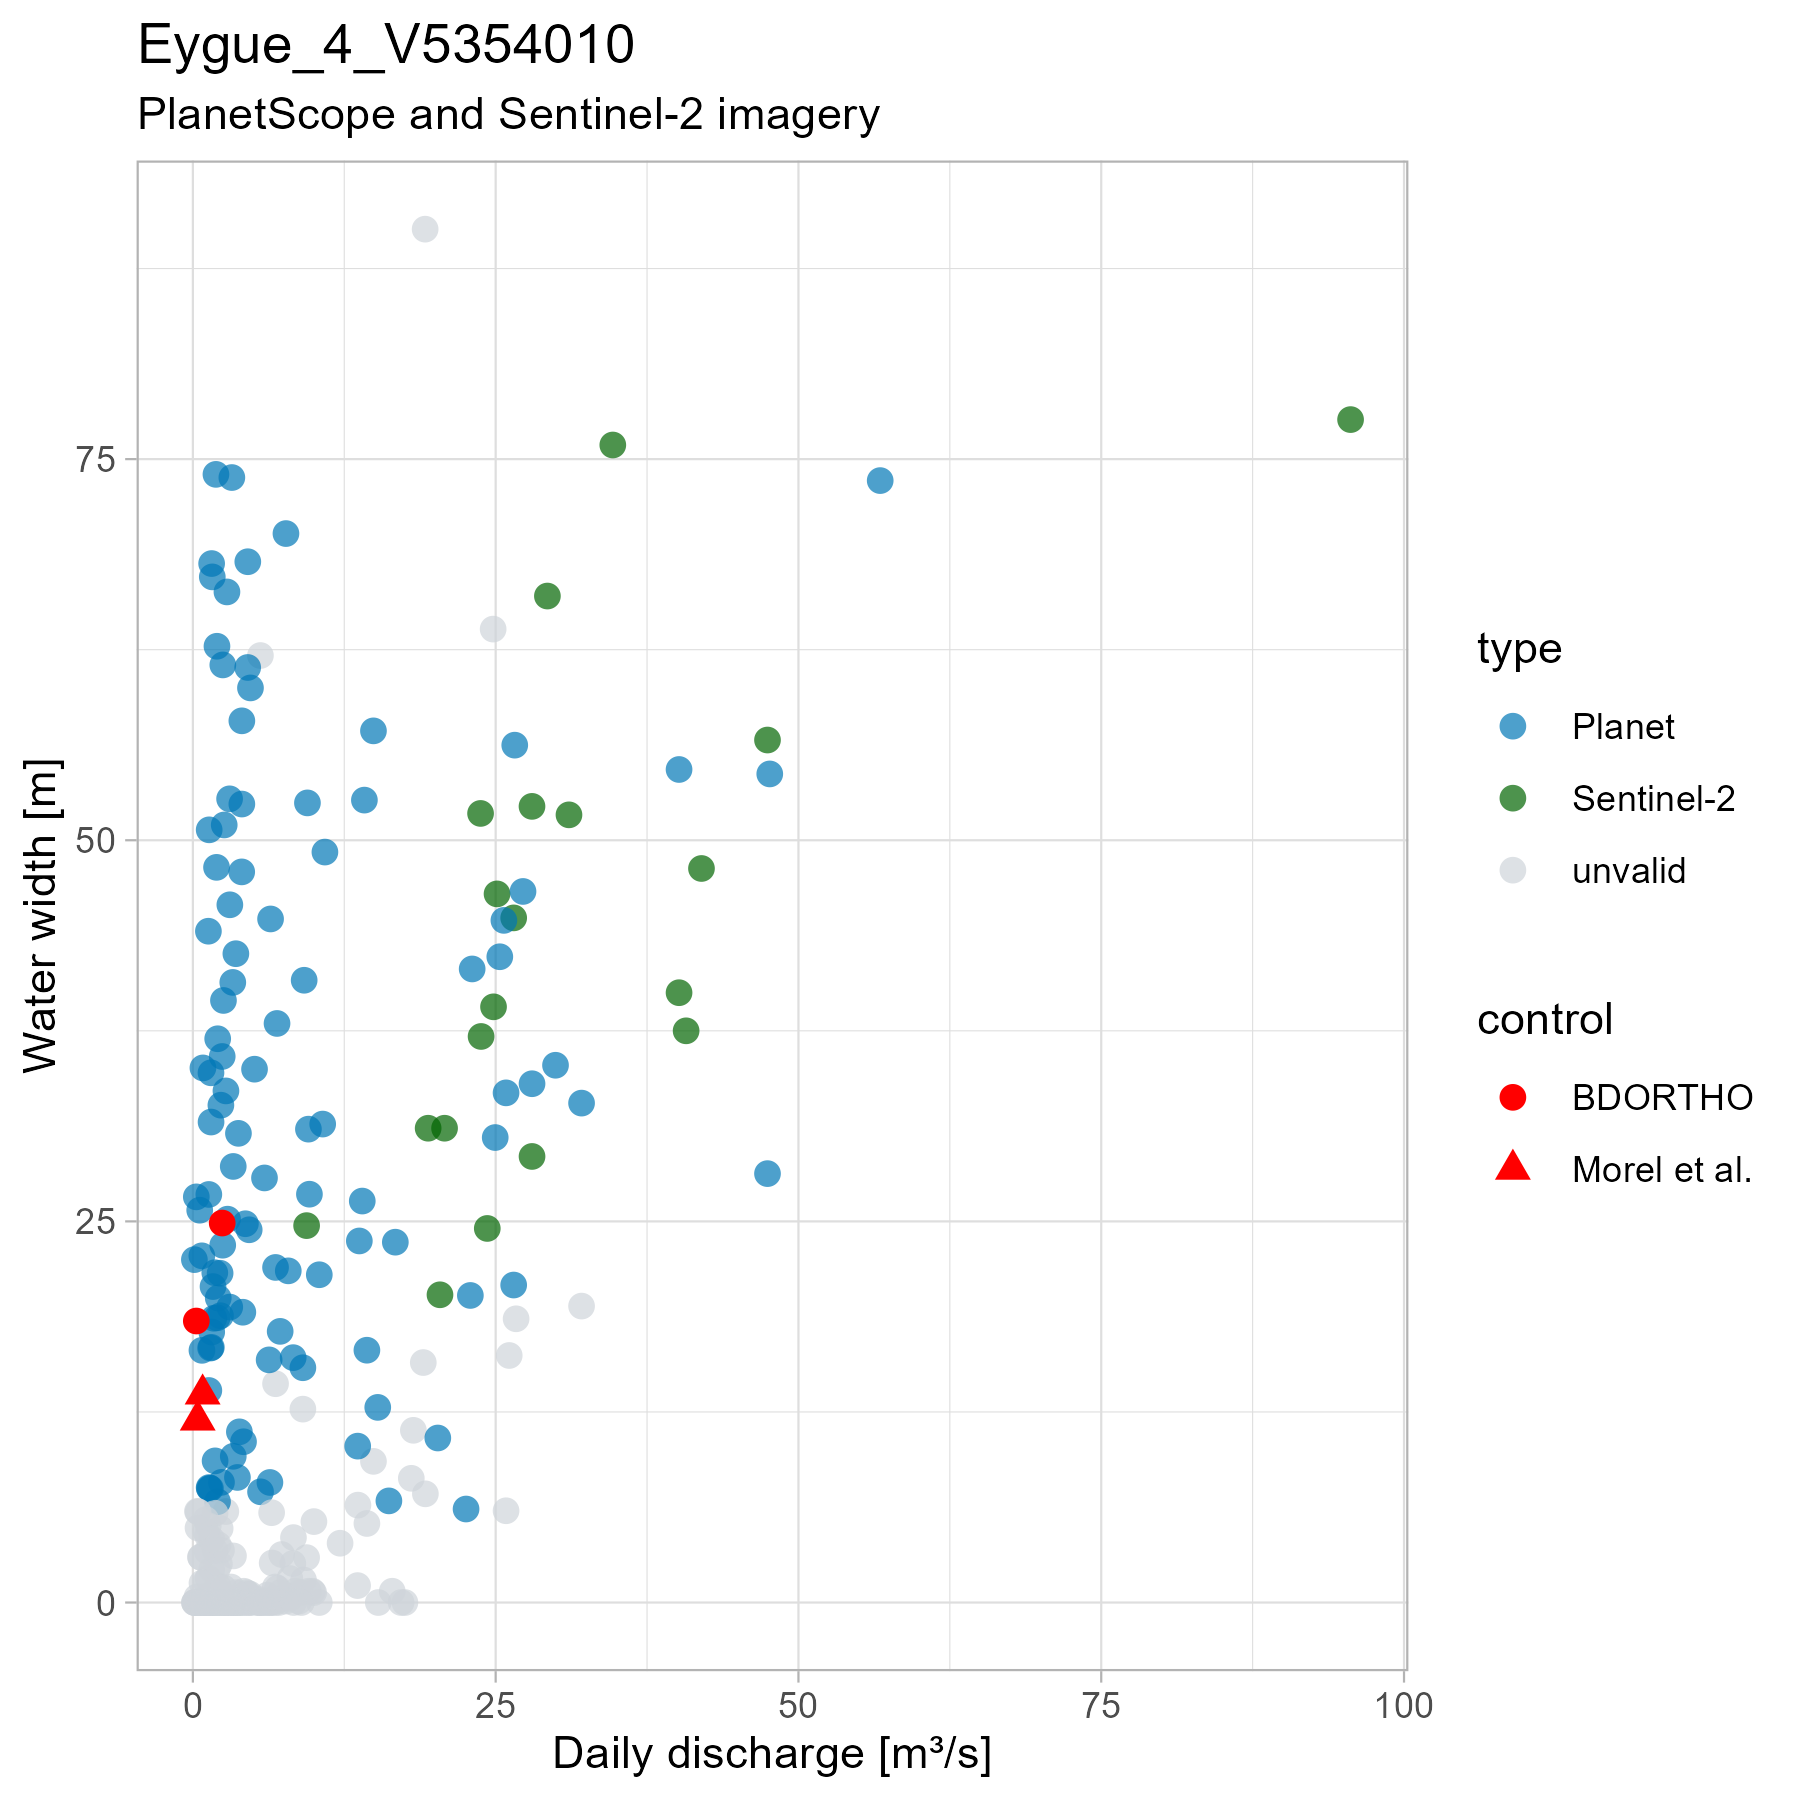 Eygue_4_V5354010
PlanetScope and Sentinel-2 imagery
Water width [m]
75
50
25
0
0 25 50 75 100
Daily discharge [m³/s]
type
Planet
Sentinel-2
unvalid
control
BDORTHO
Morel et al.